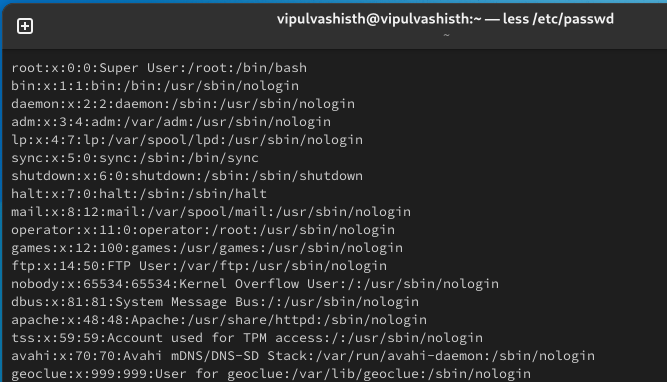 vipulvashisth@vipulvashisth:~ — less /etc/passwd
~
root:x:0:0:Super User:/root:/bin/bash
bin:x:1:1:bin:/bin:/usr/sbin/nologin
daemon:x:2:2:daemon:/sbin:/usr/sbin/nologin
adm:x:3:4:adm:/var/adm:/usr/sbin/nologin
lp:x:4:7:lp:/var/spool/lpd:/usr/sbin/nologin
sync:x:5:0:sync:/sbin:/bin/sync
shutdown:x:6:0:shutdown:/sbin:/sbin/shutdown
halt:x:7:0:halt:/sbin:/sbin/halt
mail:x:8:12:mail:/var/spool/mail:/usr/sbin/nologin
operator:x:11:0:operator:/root:/usr/sbin/nologin
games:x:12:100:games:/usr/games:/usr/sbin/nologin
ftp:x:14:50:FTP User:/var/ftp:/usr/sbin/nologin
nobody:x:65534:65534:Kernel Overflow User:/:/usr/sbin/nologin
dbus:x:81:81:System Message Bus:/:/usr/sbin/nologin
apache:x:48:48:Apache:/usr/share/httpd:/sbin/nologin
tss:x:59:59:Account used for TPM access:/:/usr/sbin/nologin
avahi:x:70:70:Avahi mDNS/DNS-SD Stack:/var/run/avahi-daemon:/sbin/nologin
geoclue:x:999:999:User for geoclue:/var/lib/geoclue:/sbin/nologin